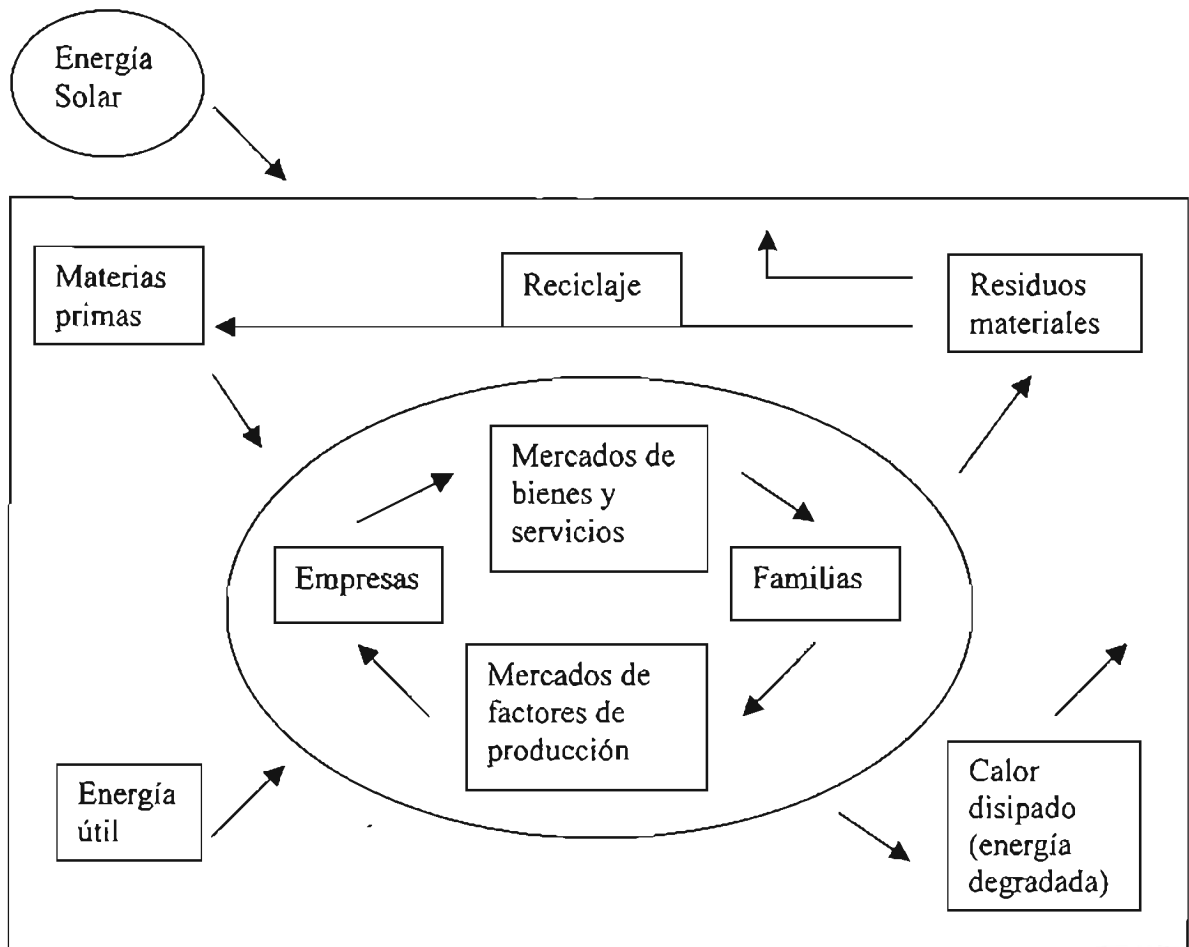 Energía
Solar
Materias
primas
Reciclaje
Residuos
materiales
Mercados de
bienes y
servicios
Empresas
Familias
Mercados de
factores de
producción
Energía
útil
Calor
disipado
(energía
degradada)